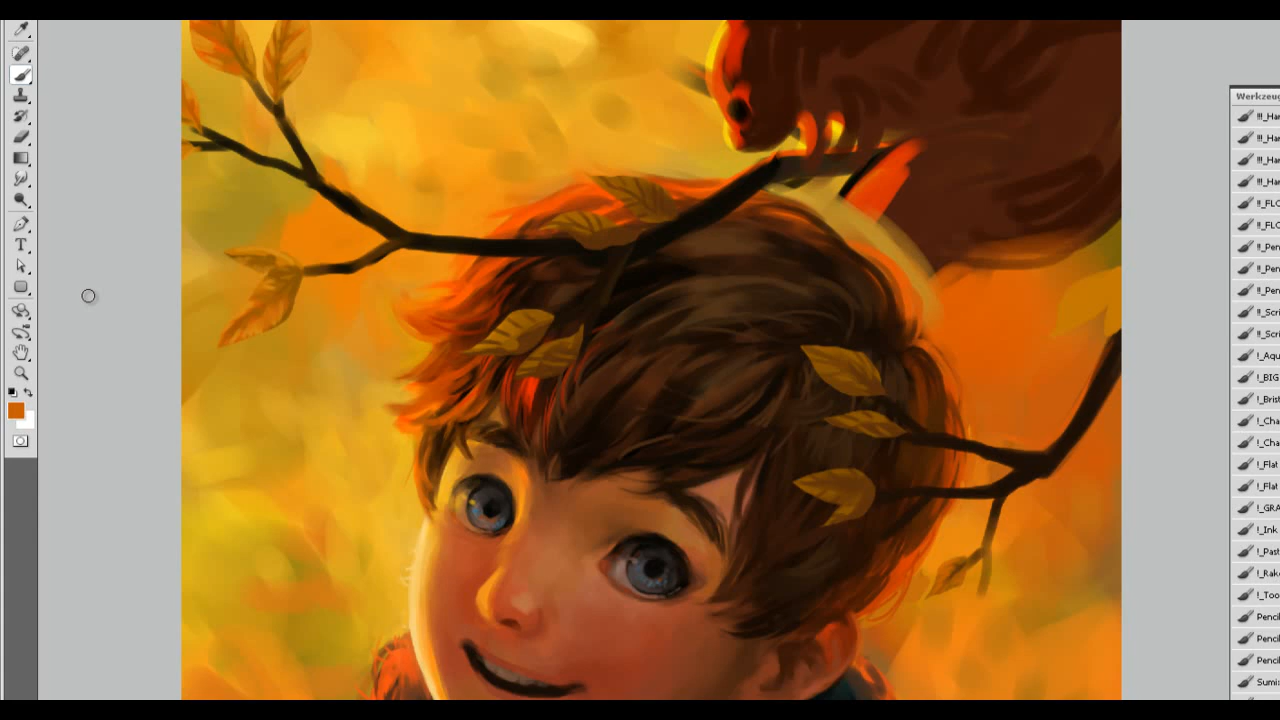 Werkzeug
!!!_Har
!!!_Har
!!!_Har
!!!_Har
!!_FLO
!!_FLO
!!_Pen
!!_Pen
!!_Pen
!!_Scri
!!_Scri
!_Aqu
!_BIG
!_Brist
!_Cha
!_Cha
!_Flat
!_Flat
!_GRA
!_Ink
!_Past
!_Rake
!_Too
Pencil
Pencil
Pencil
Sumi